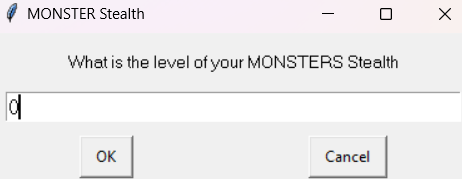 MONSTER Stealth
What is the level of your MONSTERS Stealth
0
OK Cancel